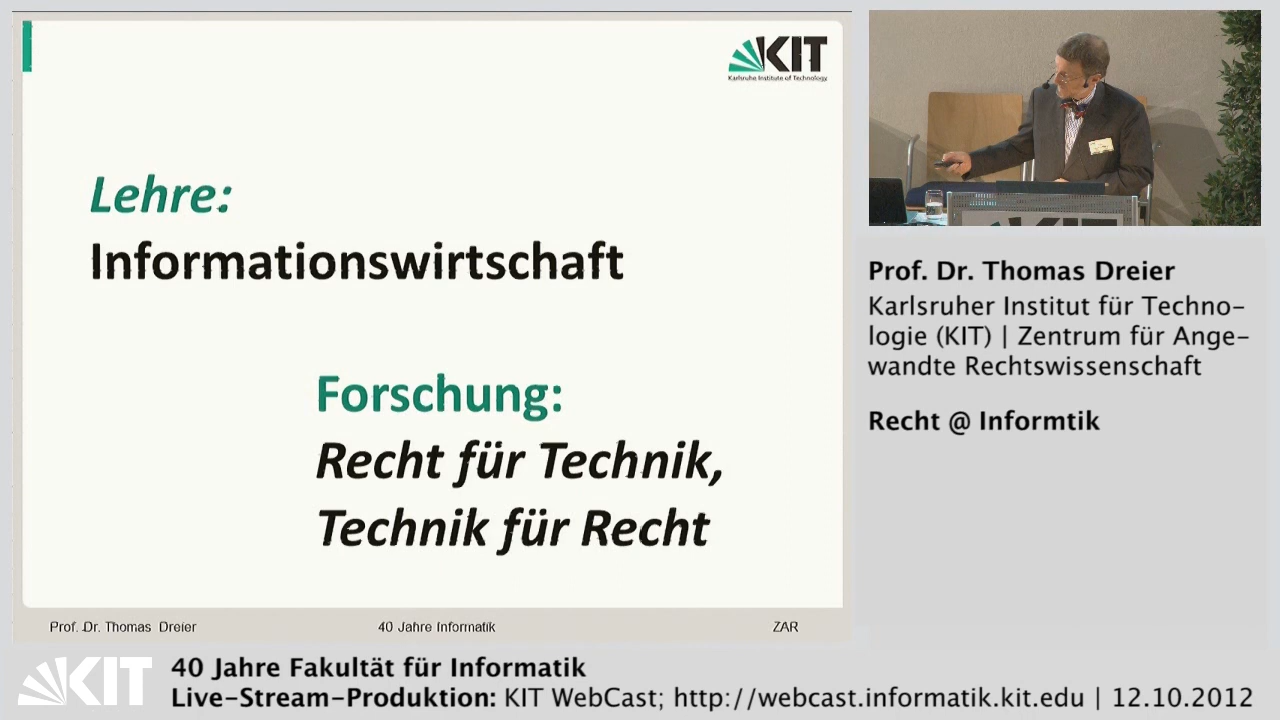 KIT
Karlsruhe Institute of Technology
Lehre:
Informationswirtschaft
Forschung:
Recht für Technik,
Technik für Recht
Prof. Dr. Thomas Dreier 40 Jahre Informatik ZAR
KIT
Prof. Dr. Thomas Dreier
Karlsruher Institut für Techno-
logie (KIT) | Zentrum für Ange-
wandte Rechtswissenschaft
Recht @ Informtik
KIT
40 Jahre Fakultät für Informatik
Live-Stream-Produktion: KIT WebCast; http://webcast.informatik.kit.edu | 12.10.2012